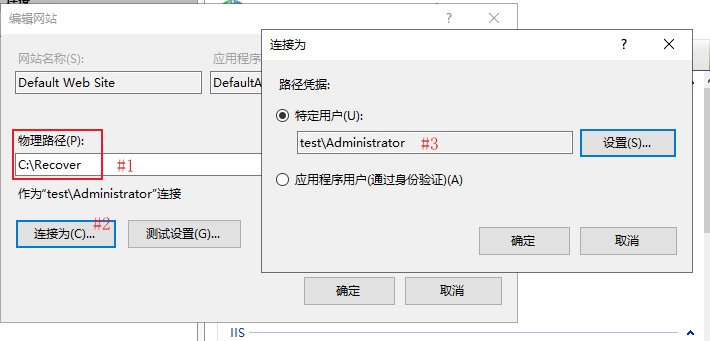 编辑网站
?
×
网站名称(S):
应用程序
Default Web Site
DefaultA
物理路径(P):
C:\Recover
#1
作为“test\Administrator”连接
#2
连接为(C)...
测试设置(G)...
确定
取消
连接为
?
×
路径凭据:
特定用户(U):
test\Administrator
#3
设置(S)...
应用程序用户(通过身份验证)(A)
确定
取消
IIS